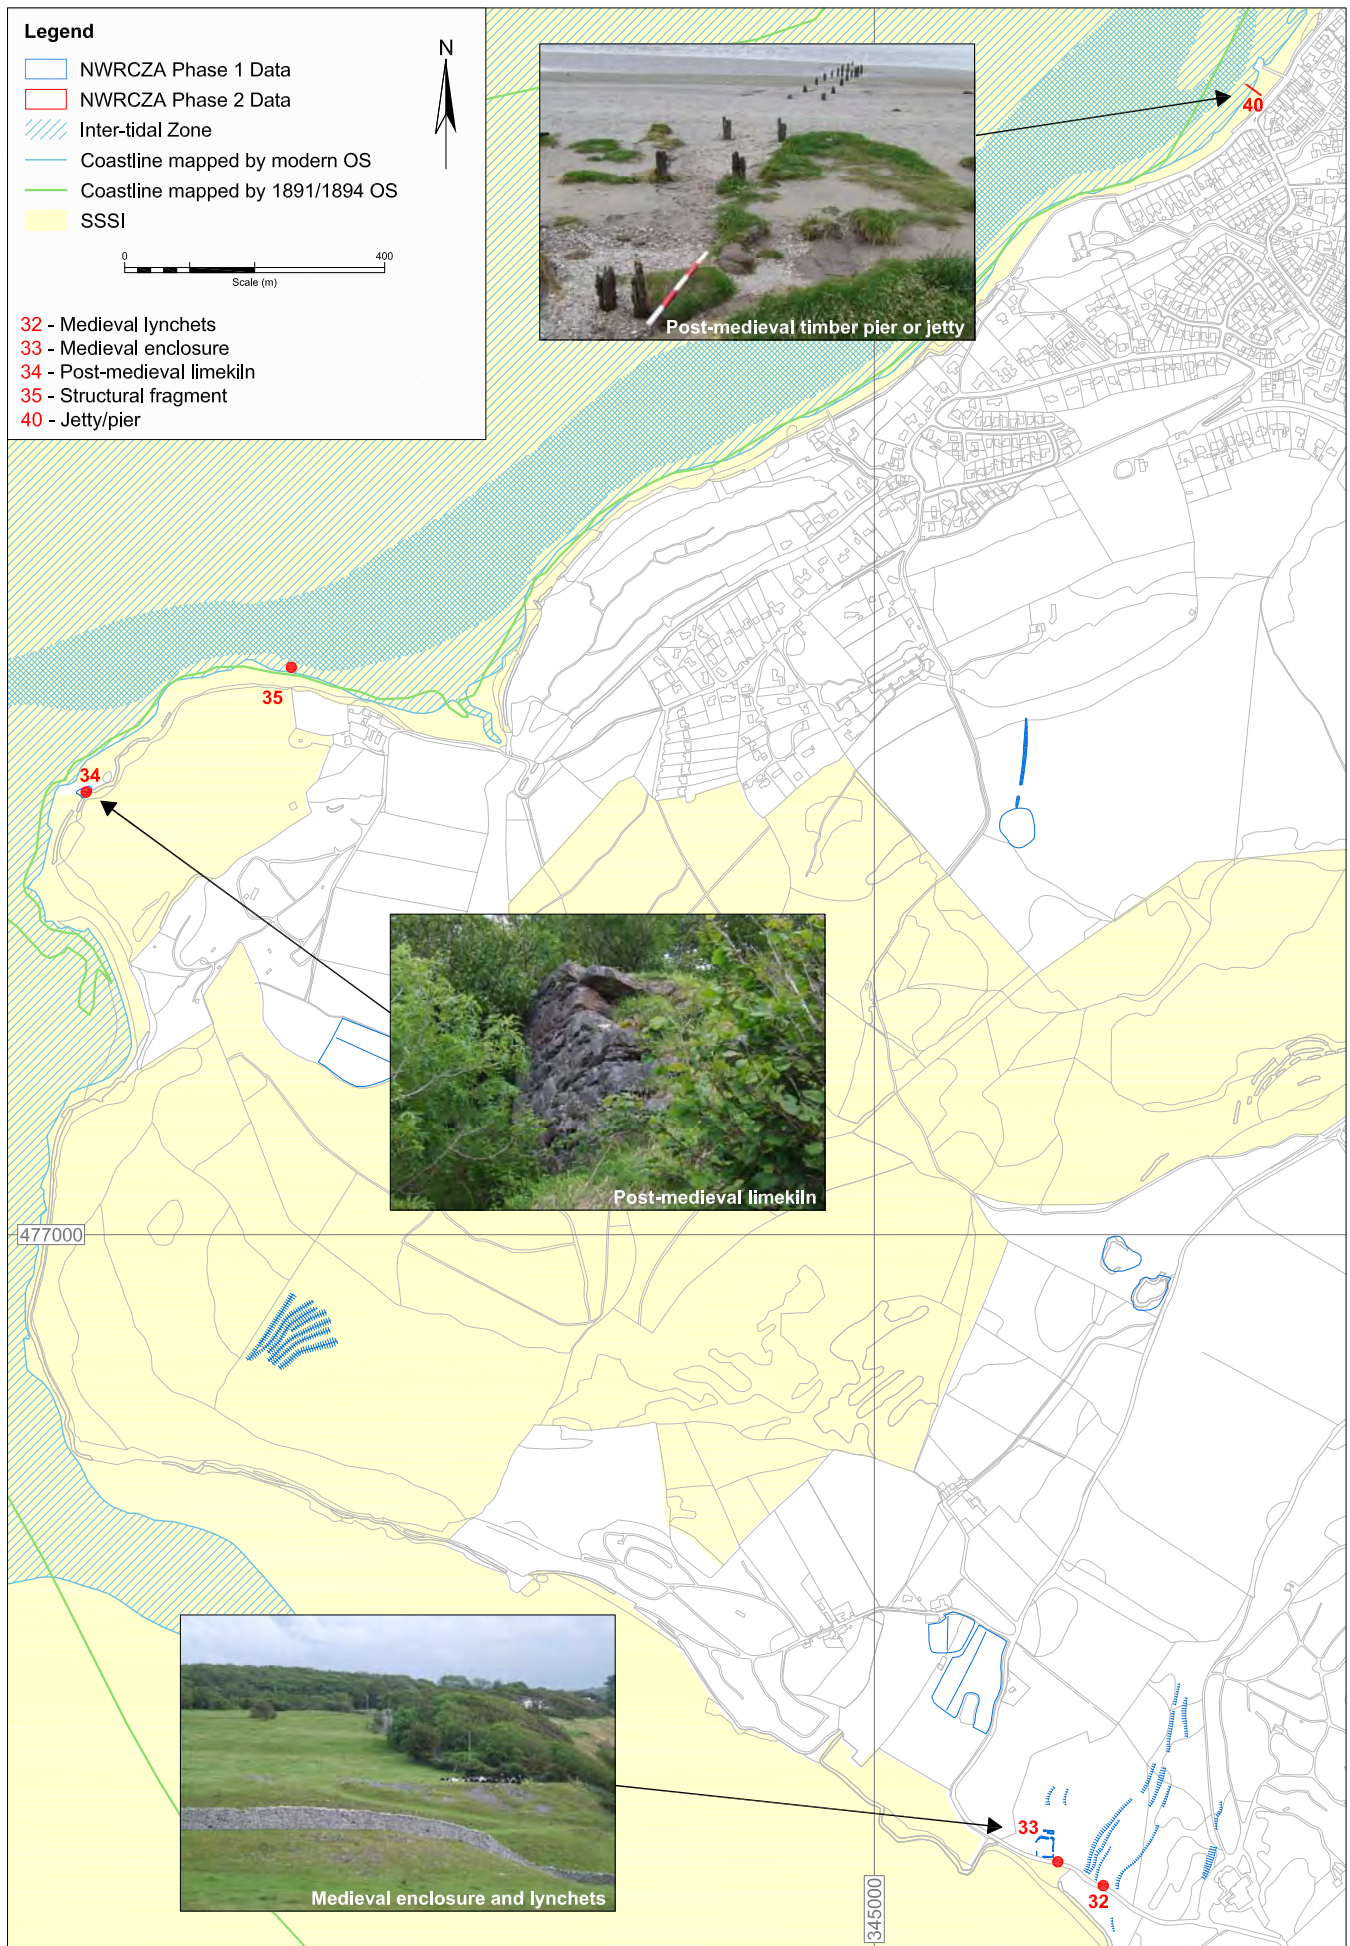 Legend
N
NWRCZA Phase 1 Data
NWRCZA Phase 2 Data
Inter-tidal Zone
Coastline mapped by modern OS
Coastline mapped by 1891/1894 OS
SSSI
0 400
Scale (m)
32 - Medieval lynchets
33 - Medieval enclosure
34 - Post-medieval limekiln
35 - Structural fragment
40 - Jetty/pier
40
Post-medieval timber pier or jetty
35
34
Post-medieval limekiln
477000
33
Medieval enclosure and lynchets
32
345000